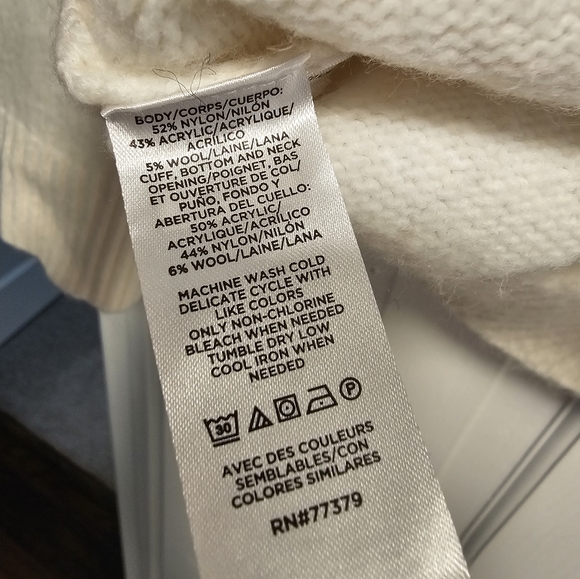 BODY/CORPS/CUERPO:
52% NYLON/NILÓN
43% ACRYLIC/ACRYLIQUE/
ACRÍLICO
5% WOOL/LAINE/LANA
CUFF, BOTTOM AND NECK
OPENING/POIGNET, BAS
ET OUVERTURE DE COL/
PUÑO, FONDO Y
ABERTURA DEL CUELLO:
50% ACRYLIC/
ACRYLIQUE/ACRÍLICO
44% NYLON/NILÓN
6% WOOL/LAINE/LANA
MACHINE WASH COLD
DELICATE CYCLE WITH
LIKE COLORS
ONLY NON-CHLORINE
BLEACH WHEN NEEDED
TUMBLE DRY LOW
COOL IRON WHEN
NEEDED
30 P
AVEC DES COULEURS
SEMBLABLES/CON
COLORES SIMILARES
RN#77379